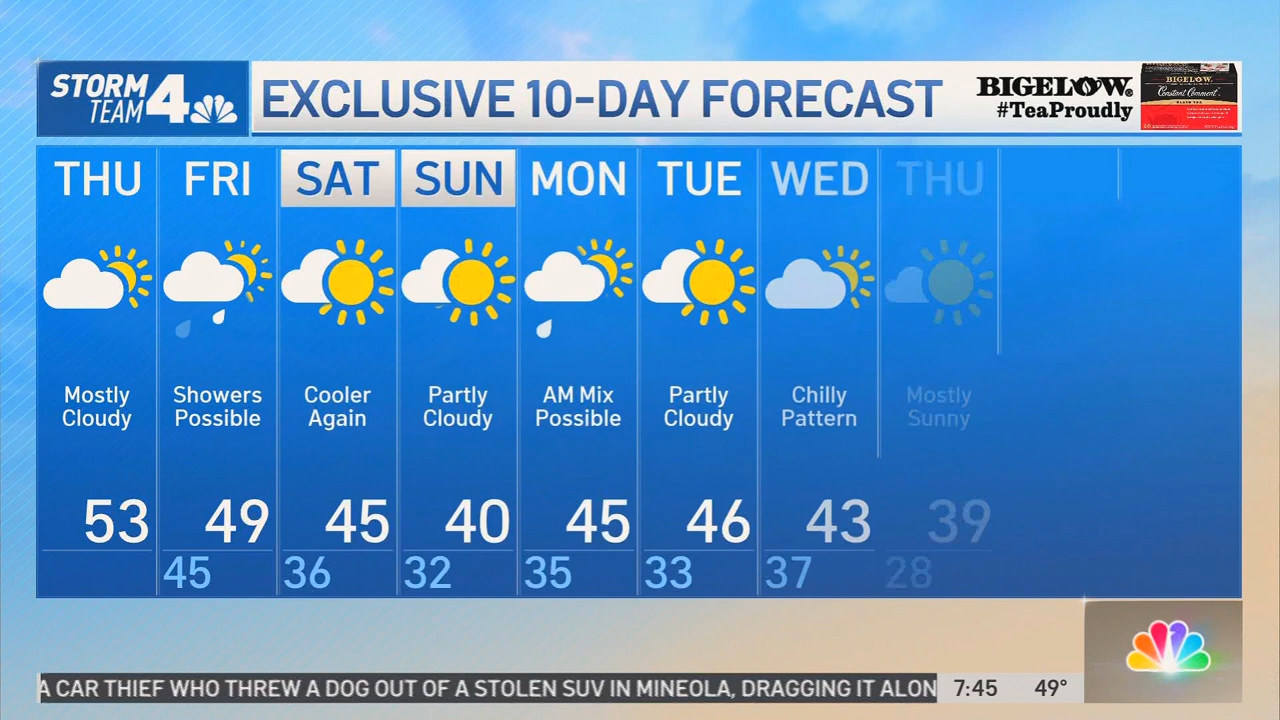 STORM
TEAM 4
EXCLUSIVE 10-DAY FORECAST
BIGELOW®
#TeaProudly
BIGELOW
Constant Comment
BLACK TEA
THU FRI SAT SUN MON TUE WED THU
Mostly Showers Cooler Partly AM Mix Partly Chilly Mostly
Cloudy Possible Again Cloudy Possible Cloudy Pattern Sunny
53 49 45 40 45 46 43 39
45 36 32 35 33 37 28
A CAR THIEF WHO THREW A DOG OUT OF A STOLEN SUV IN MINEOLA, DRAGGING IT ALON 7:45 49°